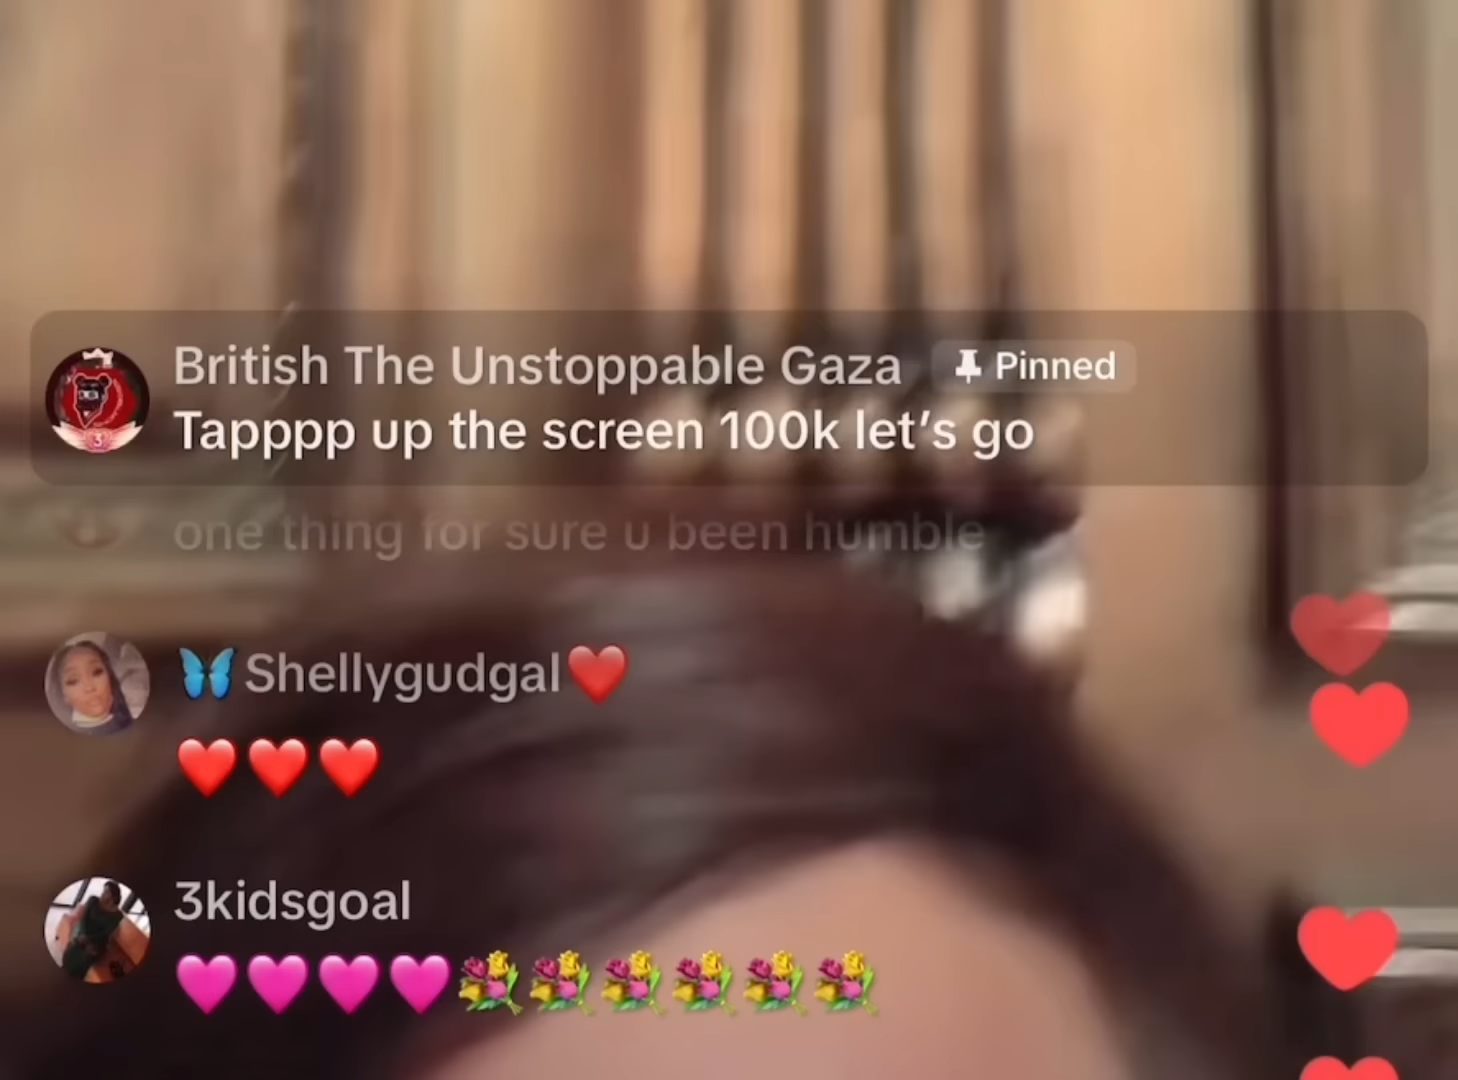 British The Unstoppable Gaza Pinned
Tapppp up the screen 100k let’s go
one thing for sure u been humble
🦋Shellygudgal❤️
❤️❤️❤️
3kidsgoal
🩷🩷🩷🩷💐💐💐💐💐💐